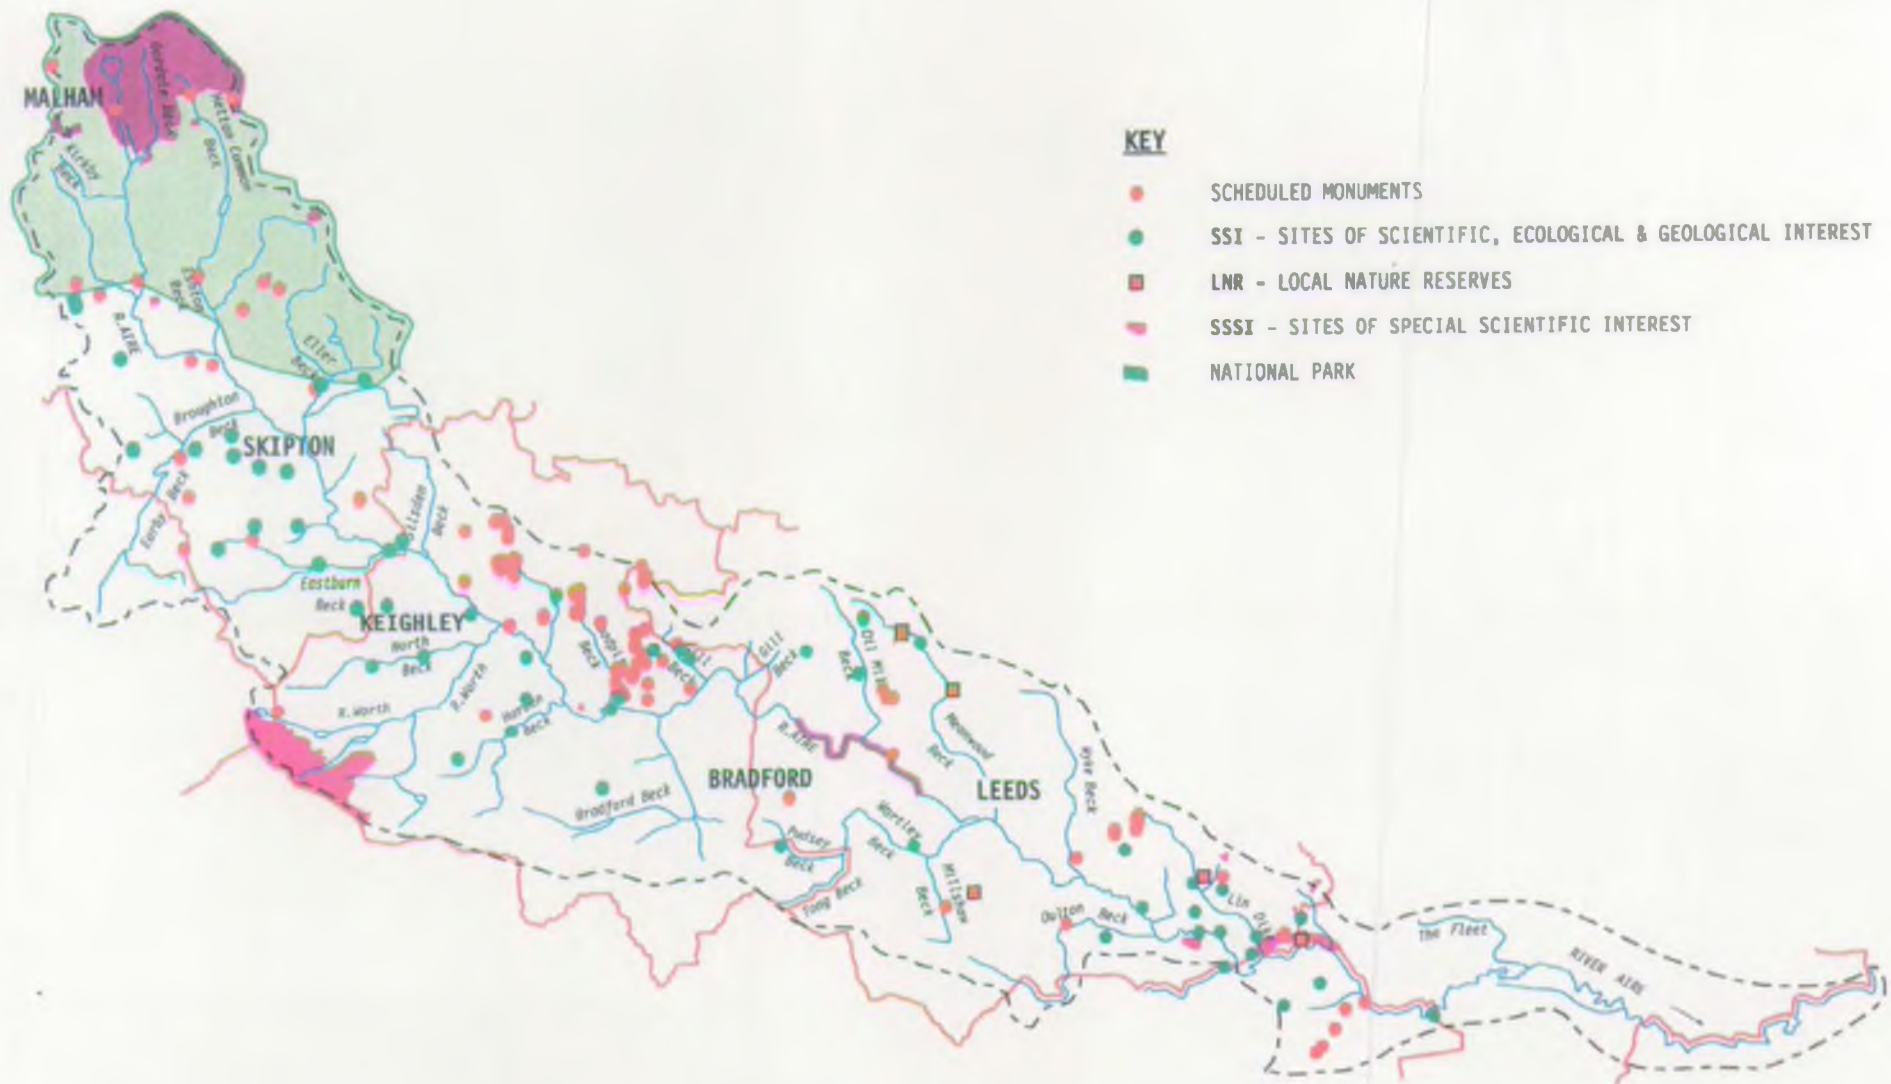 MALHAM
Gordale Beck
Hetton Common
Beck
Kirkby
Beck
Eshton
Beck
R.AIRE
Eller
Beck
Broughton
Beck
SKIPTON
Earby
Beck
Silsden
Beck
Eastburn
Beck
KEIGHLEY
North
Beck
R.Worth
R.Worth
Harden
Beck
Beck
Gill
Beck
Gill
Beck
Oil Mill
Beck
Meanwood
Beck
R.AIRE
BRADFORD
Bradford Beck
LEEDS
Wyke Beck
Pudsey
Beck
Wortley
Beck
Tong Beck
Millshaw
Beck
Oulton Beck
Lin Dike
The Fleet
RIVER AIRE
KEY
SCHEDULED MONUMENTS
SSI - SITES OF SCIENTIFIC, ECOLOGICAL & GEOLOGICAL INTEREST
LNR - LOCAL NATURE RESERVES
SSSI - SITES OF SPECIAL SCIENTIFIC INTEREST
NATIONAL PARK